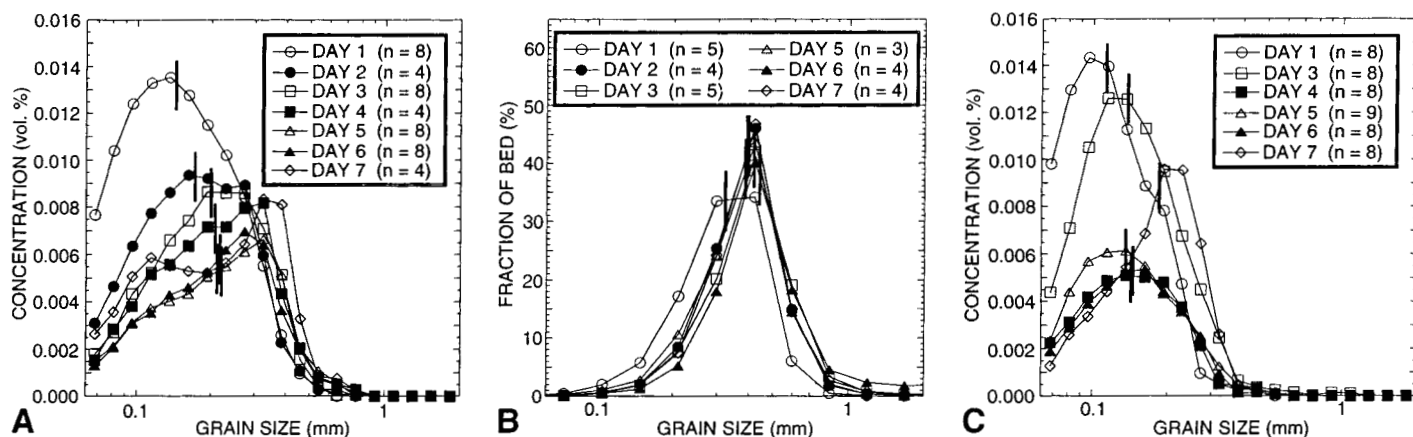 0.016
0.014
0.012
0.010
0.008
0.006
0.004
0.002
0.000
CONCENTRATION (vol. %)
DAY 1 (n = 8)
DAY 2 (n = 4)
DAY 3 (n = 8)
DAY 4 (n = 4)
DAY 5 (n = 8)
DAY 6 (n = 8)
DAY 7 (n = 4)
0.1 1
GRAIN SIZE (mm)
A
60
50
40
30
20
10
0
FRACTION OF BED (%)
DAY 1 (n = 5) DAY 5 (n = 3)
DAY 2 (n = 4) DAY 6 (n = 4)
DAY 3 (n = 5) DAY 7 (n = 4)
0.1 1
GRAIN SIZE (mm)
B
0.016
0.014
0.012
0.010
0.008
0.006
0.004
0.002
0.000
CONCENTRATION (vol. %)
DAY 1 (n = 8)
DAY 3 (n = 8)
DAY 4 (n = 8)
DAY 5 (n = 9)
DAY 6 (n = 8)
DAY 7 (n = 8)
0.1 1
GRAIN SIZE (mm)
C